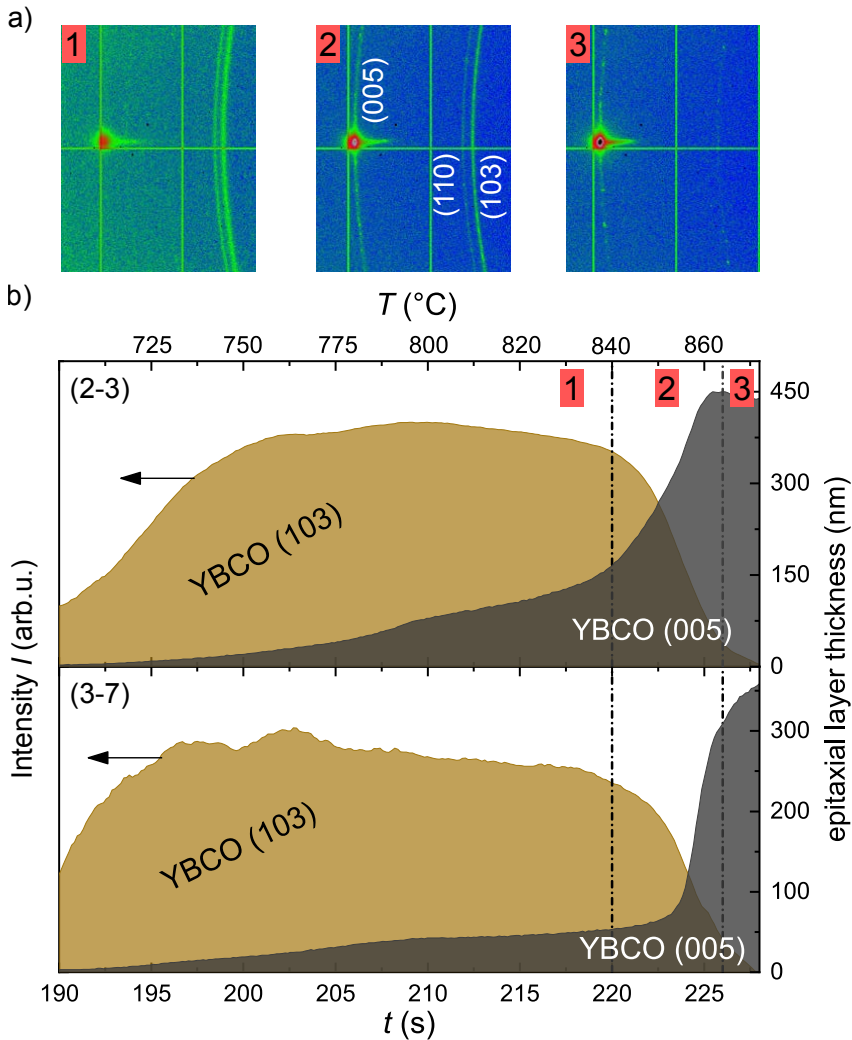 a)
1
2
3
(005)
(110)
(103)
b)
T (°C)
725 750 775 800 820 840 864
(2-3)
1
2
3
YBCO (103)
YBCO (005)
450
300
150
0
(3-7)
YBCO (103)
YBCO (005)
300
200
100
0
Intensity I (arb.u.)
epitaxial layer thickness (nm)
190 195 200 205 210 215 220 225
t (s)